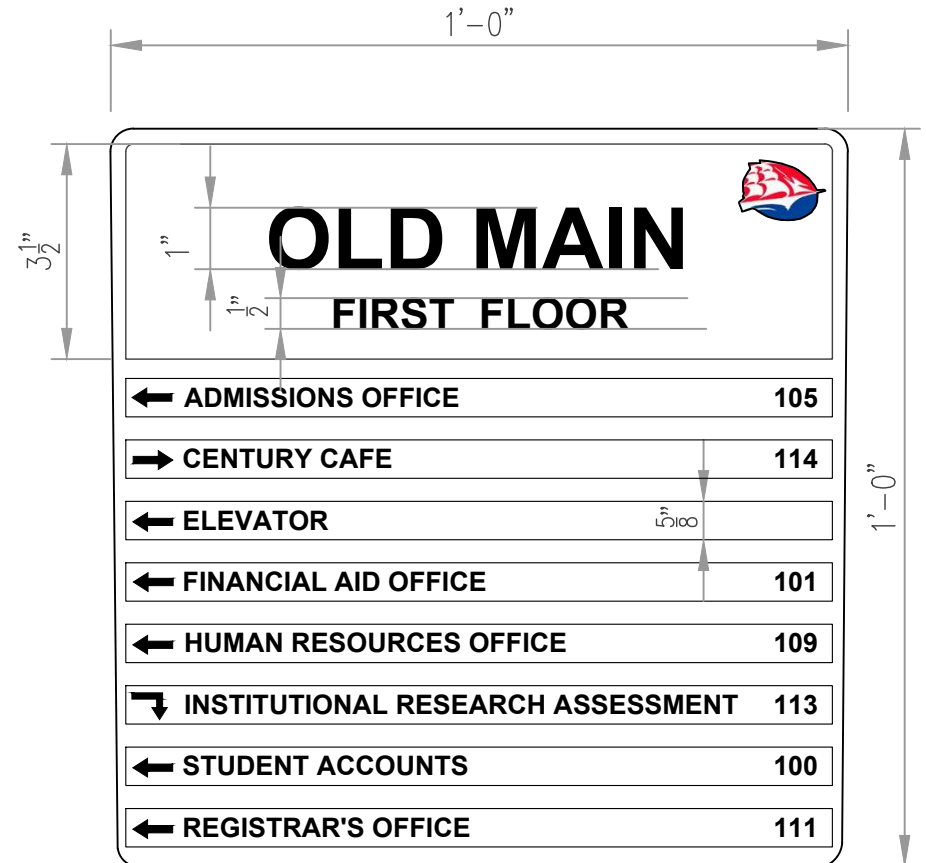 1'-0"
3 1/2"
1"
OLD MAIN
1/2"
FIRST FLOOR
ADMISSIONS OFFICE 105
CENTURY CAFE 114
ELEVATOR
5/8"
1'-0"
FINANCIAL AID OFFICE 101
HUMAN RESOURCES OFFICE 109
INSTITUTIONAL RESEARCH ASSESSMENT 113
STUDENT ACCOUNTS 100
REGISTRAR'S OFFICE 111